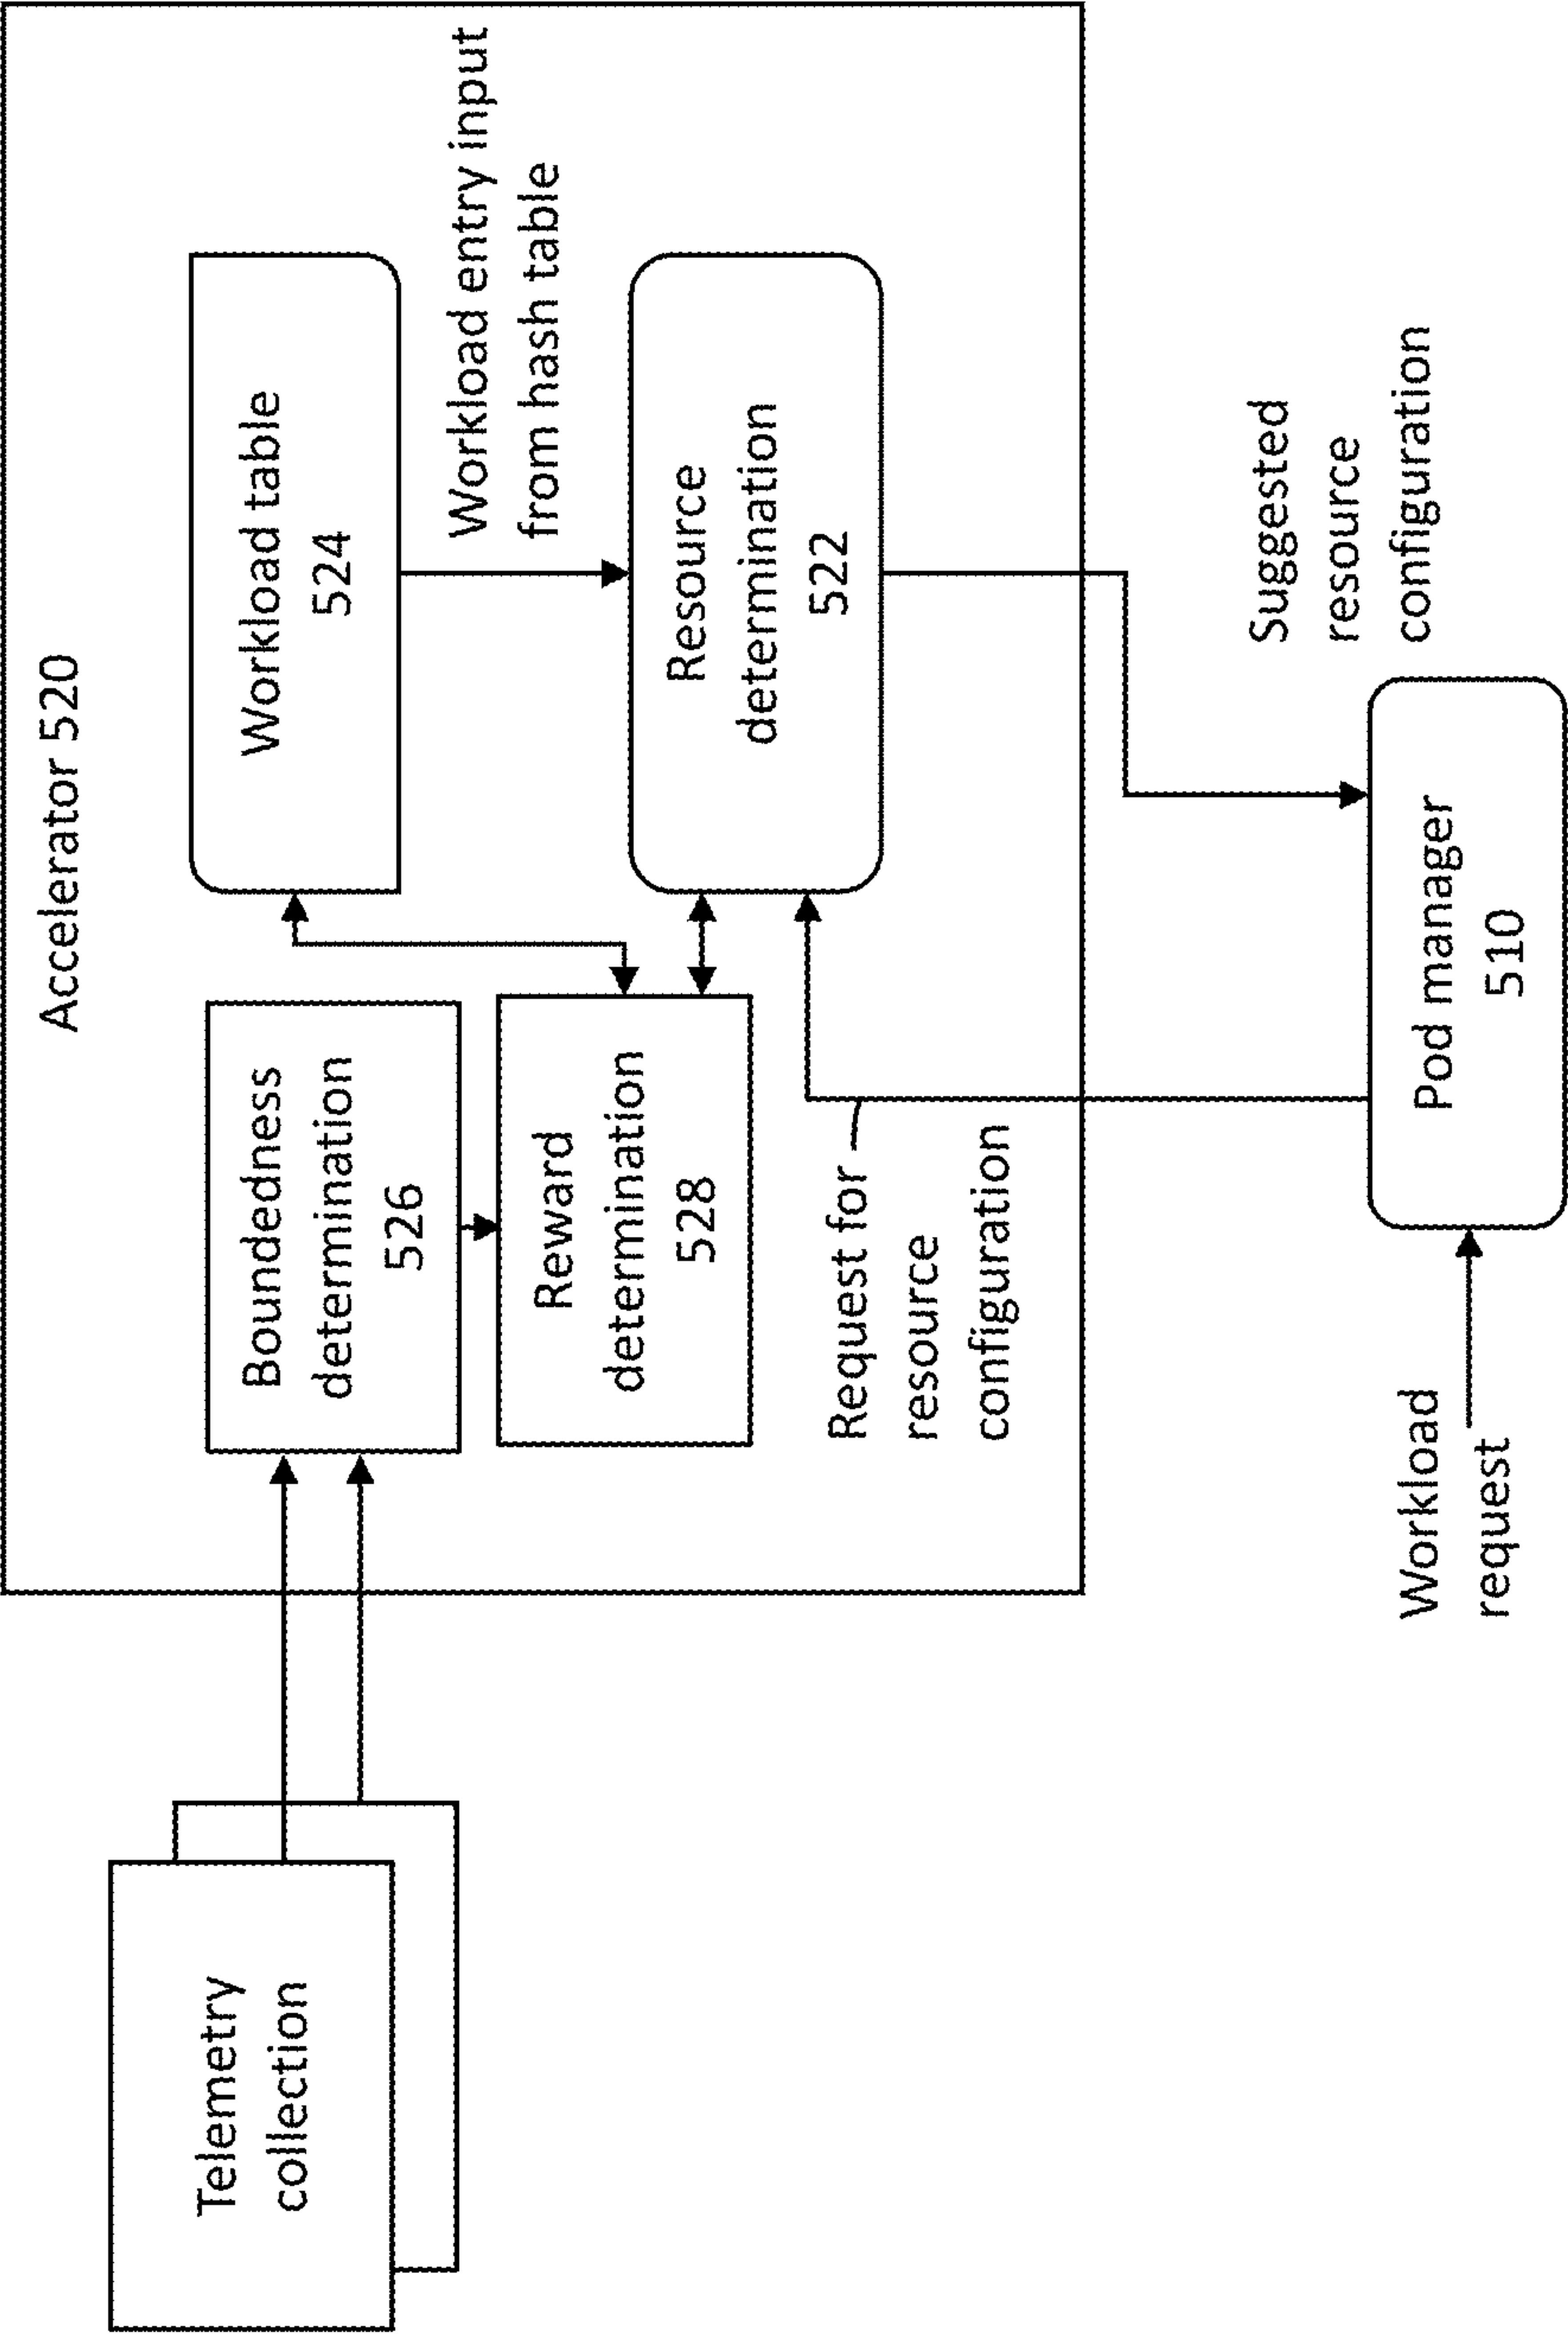 Accelerator 520
Telemetry
collection
Boundedness
determination
526
Workload table
524
Workload entry input
from hash table
Reward
determination
528
Resource
determination
522
Request for
resource
configuration
Suggested
resource
configuration
Workload
request
Pod manager
510